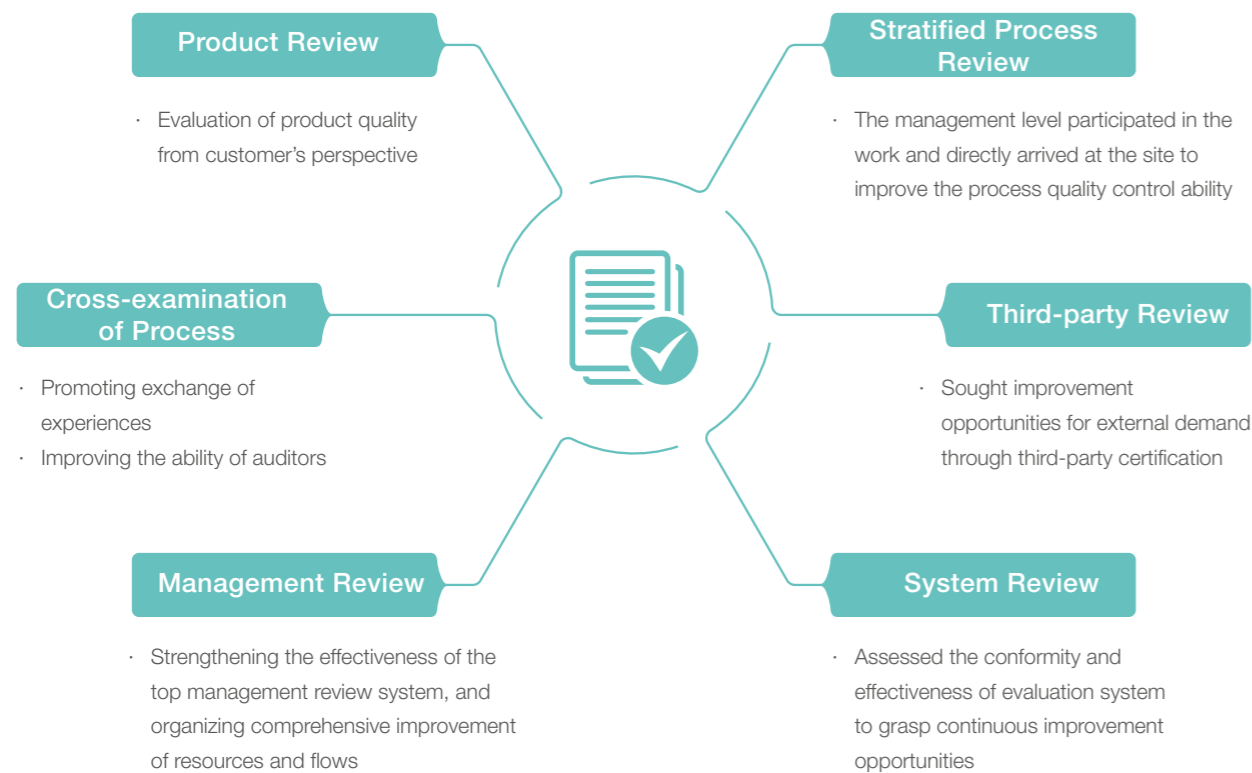 Product Review
· Evaluation of product quality
from customer's perspective
Stratified Process
Review
· The management level participated in the
work and directly arrived at the site to
improve the process quality control ability
Cross-examination
of Process
· Promoting exchange of
experiences
· Improving the ability of auditors
Third-party Review
· Sought improvement
opportunities for external demand
through third-party certification
Management Review
· Strengthening the effectiveness of the
top management review system, and
organizing comprehensive improvement
of resources and flows
System Review
· Assessed the conformity and
effectiveness of evaluation system
to grasp continuous improvement
opportunities